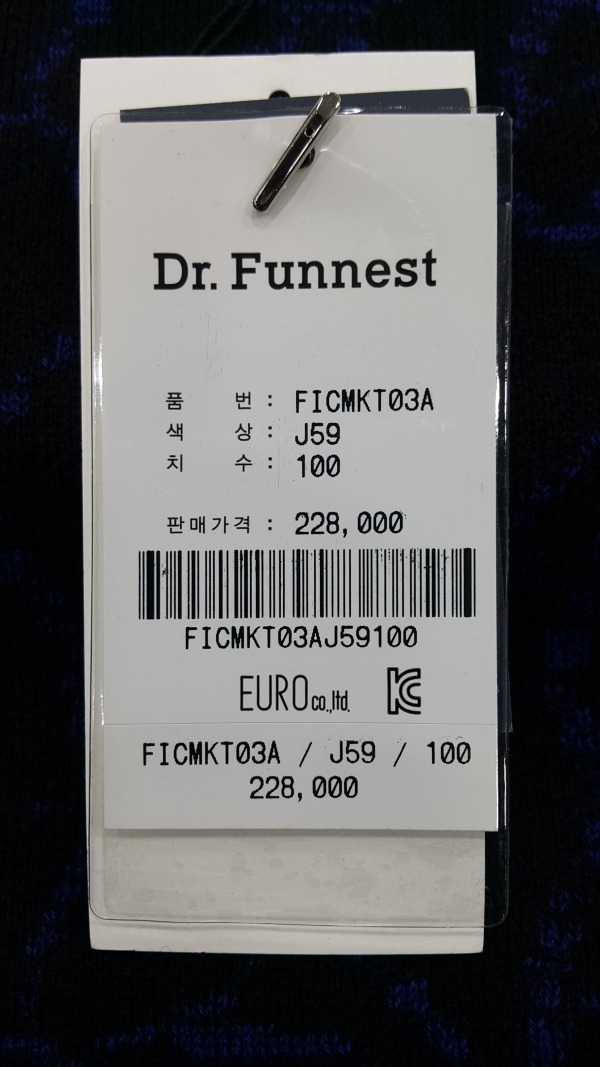 Dr. Funnest
품 번 : FICMKT03A
색 상 : J59
치 수 : 100
판매가격 : 228,000
FICMKT03AJ59100
EURO co.,ltd.
FICMKT03A / J59 / 100
228,000